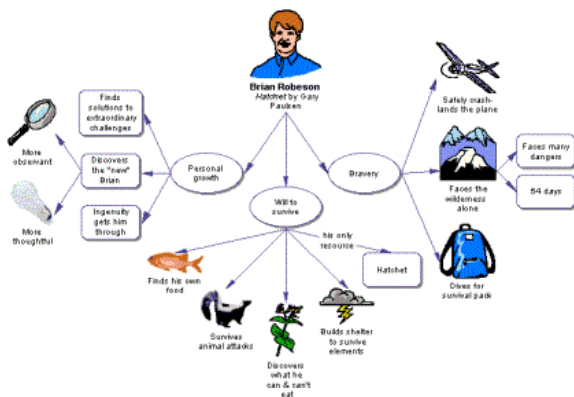 Brian Robeson
Hatchet by Gary
Paulsen
Finds
solutions to
extraordinary
challenges
More
observant
Discovers
the "new"
Brian
More
thoughtful
Ingenuity
gets him
through
Personal
growth
Will to
survive
Bravery
Safely crash-
lands the plane
Faces the
wilderness
alone
Faces many
dangers
54 days
Dives for
survival pack
his only
resource
Hatchet
Finds his own
food
Survives
animal attacks
Discovers
what he
can & can't
eat
Builds shelter
to survive
elements